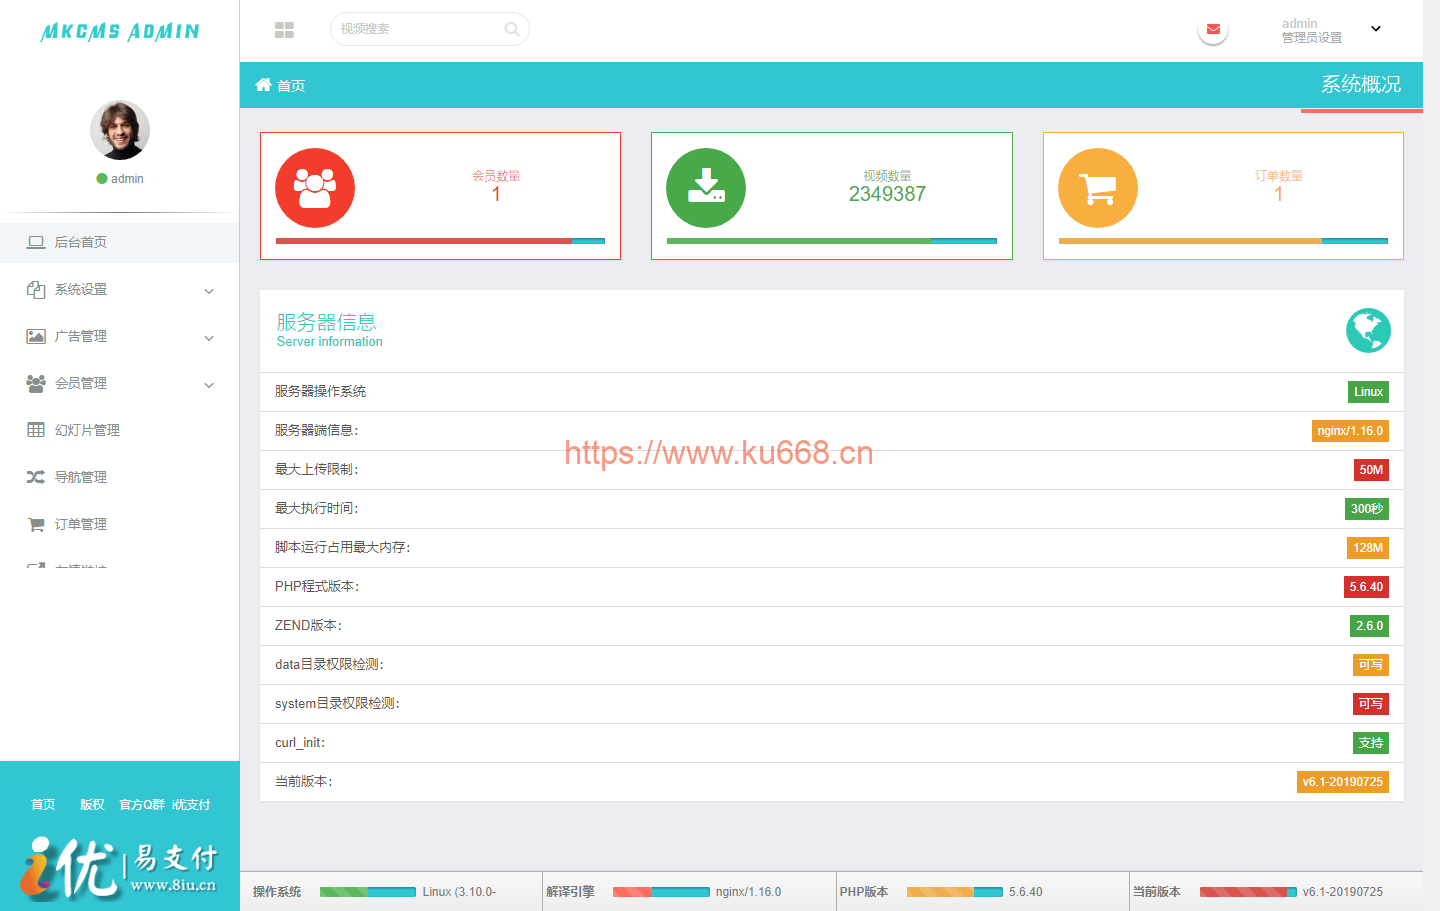 MKCMS ADMIN
视频搜索
admin
管理员设置
首页
系统概况
admin
会员数量
1
视频数量
2349387
订单数量
1
后台首页
系统设置
广告管理
会员管理
幻灯片管理
导航管理
订单管理
服务器信息
Server information
服务器操作系统 Linux
服务器端信息: nginx/1.16.0
https://www.ku668.cn
最大上传限制: 50M
最大执行时间: 300秒
脚本运行占用最大内存: 128M
PHP程式版本: 5.6.40
ZEND版本: 2.6.0
data目录权限检测: 可写
system目录权限检测: 可写
curl_init: 支持
当前版本: v6.1-20190725
首页 版权 官方Q群 i优支付
i优|易支付
www.8iu.cn
操作系统 Linux (3.10.0-
解译引擎 nginx/1.16.0
PHP版本 5.6.40
当前版本 v6.1-20190725